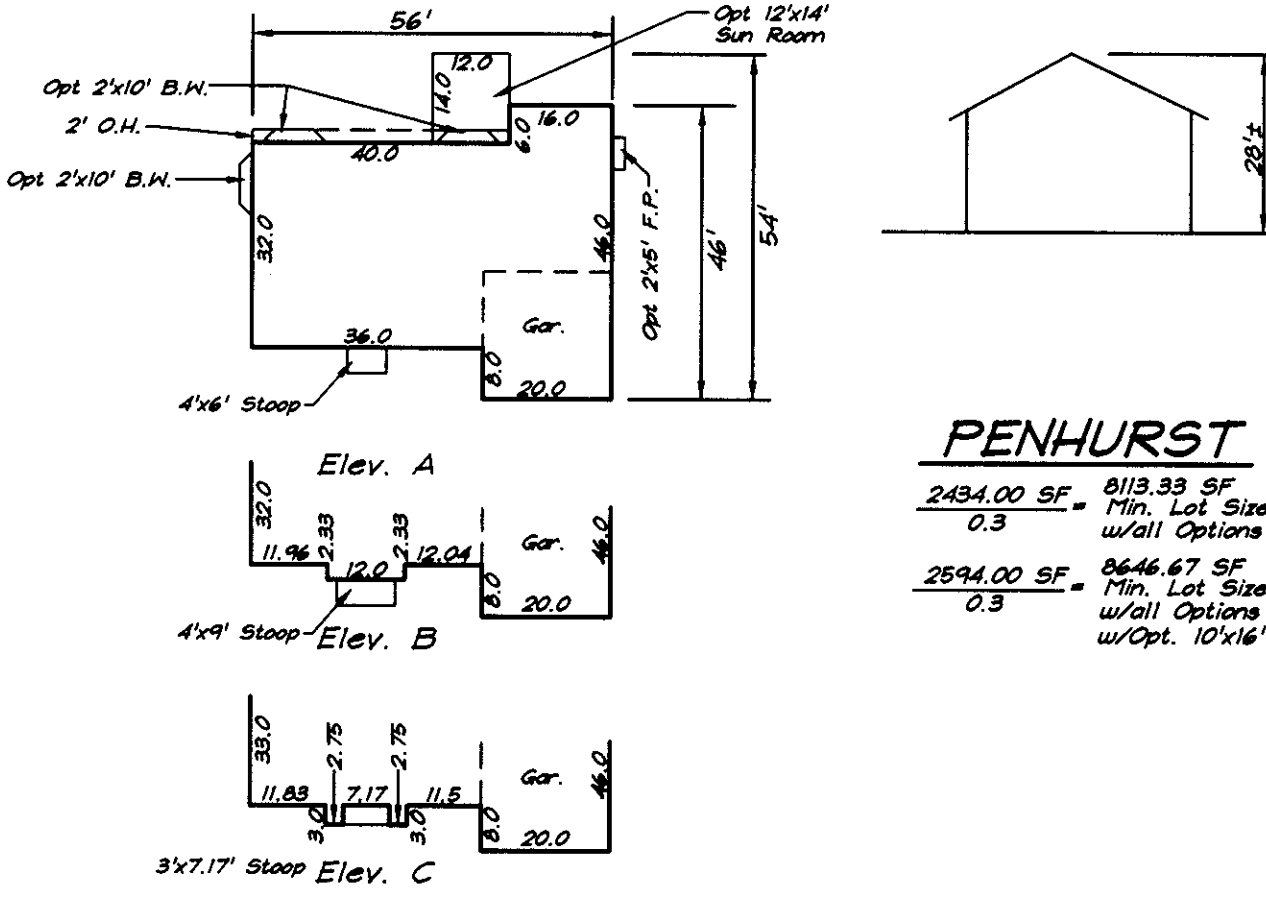 56'
Opt 12'x14'
Sun Room
12.0
14.0
Opt 2'x10' B.W.
2' O.H.
16.0
6.0
40.0
Opt 2'x10' B.W.
32.0
46.0
Opt 2'x5' F.P.
46'
54'
28'±
Gar.
36.0
8.0
20.0
4'x6' Stoop
Elev. A
PENHURST
2434.00 SF
0.3
=
8113.33 SF
Min. Lot Size
w/all Options
2594.00 SF
0.3
=
8646.67 SF
Min. Lot Size
w/all Options
w/Opt. 10'x16'
32.0
11.96
2.33
12.0
2.33
12.04
Gar.
46.0
8.0
20.0
4'x9' Stoop
Elev. B
33.0
11.83
2.75
7.17
2.75
11.5
Gar.
46.0
3.0
3.0
8.0
20.0
3'x7.17' Stoop
Elev. C